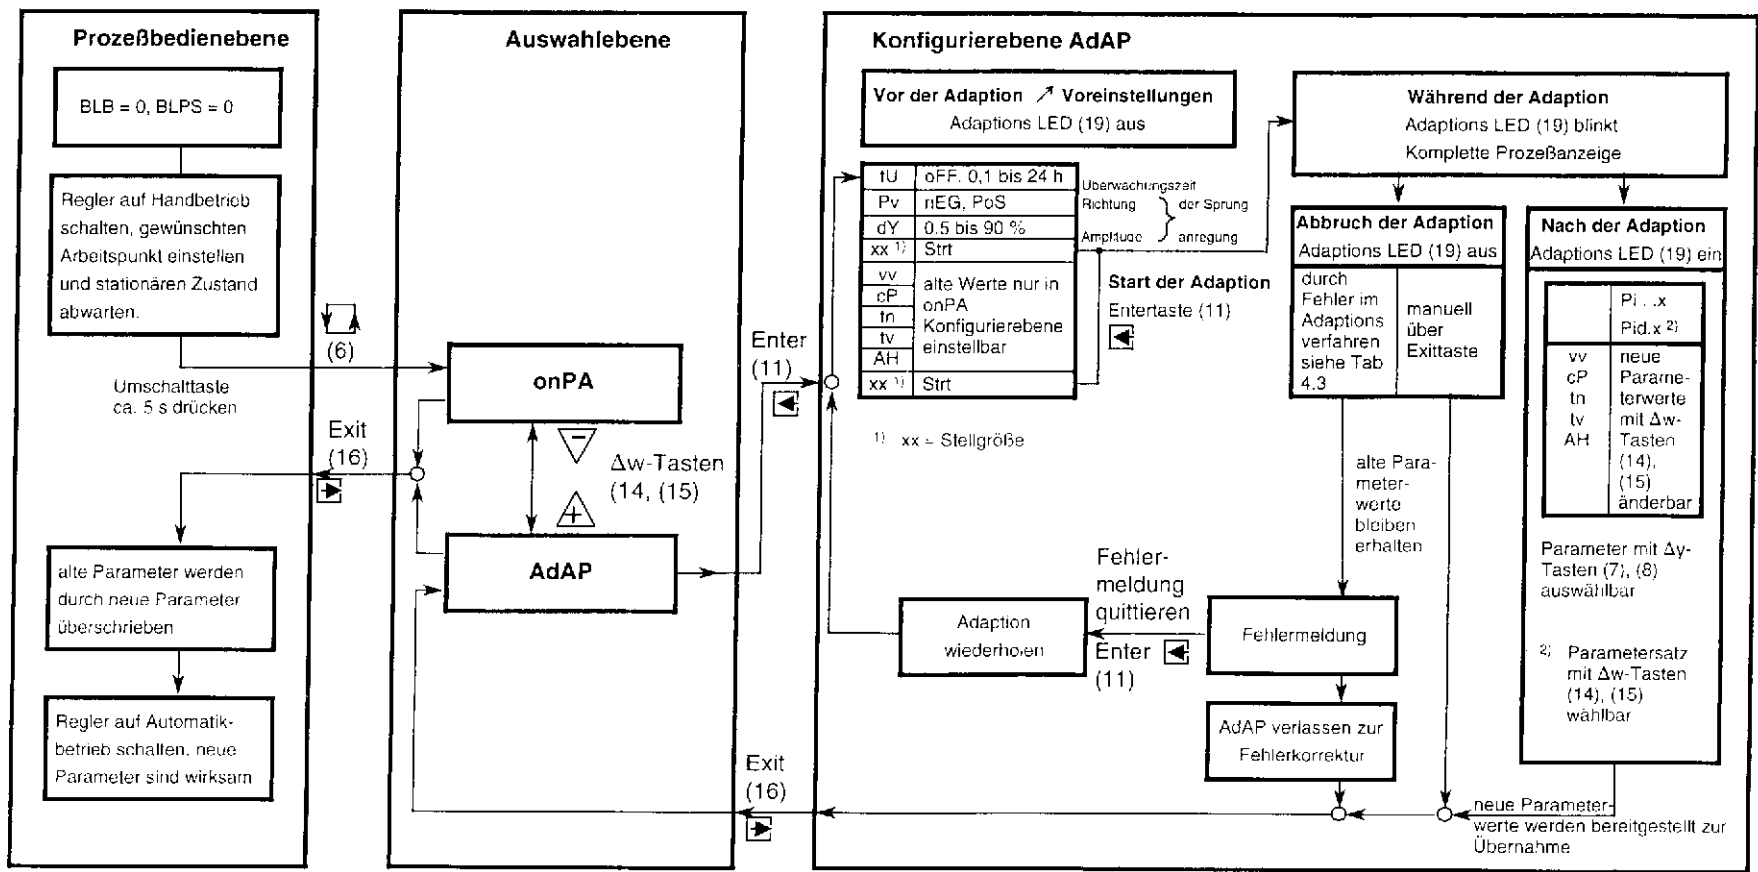 Prozeßbedienebene
BLB = 0, BLPS = 0
Regler auf Handbetrieb
schalten, gewünschten
Arbeitspunkt einstellen
und stationären Zustand
abwarten.
Umschalttaste
ca. 5 s drücken
(6)
Exit
(16)
alte Parameter werden
durch neue Parameter
überschrieben
Regler auf Automatik-
betrieb schalten, neue
Parameter sind wirksam
Auswahlebene
onPA
Δw-Tasten
(14, (15)
AdAP
Enter
(11)
Exit
(16)
Konfigurierebene AdAP
Vor der Adaption ↗ Voreinstellungen
Adaptions LED (19) aus
tU oFF. 0,1 bis 24 h
Pv nEG, PoS
dY 0.5 bis 90 %
xx 1) Strt
vv
cP
tn
tv
AH
alte Werte nur in
onPA
Konfigurierebene
einstellbar
xx 1) Strt
Überwachungszeit
Richtung } der Sprung
Amplitude } anregung
Start der Adaption
Entertaste (11)
1) xx = Stellgröße
Während der Adaption
Adaptions LED (19) blinkt
Komplette Prozeßanzeige
Abbruch der Adaption
Adaptions LED (19) aus
durch
Fehler im
Adaptions
verfahren
siehe Tab
4.3
manuell
über
Exittaste
alte Para-
meter-
werte
bleiben
erhalten
Nach der Adaption
Adaptions LED (19) ein
Pi . .x
Pid.x 2)
vv neue
cP Parame-
tn terwerte
tv mit Δw-
AH Tasten
(14),
(15)
änderbar
Parameter mit Δy-
Tasten (7), (8)
auswählbar
2) Parametersatz
mit Δw-Tasten
(14), (15)
wählbar
Fehler-
meldung
quittieren
Enter
(11)
Adaption
wiederholen
Fehlermeldung
AdAP verlassen zur
Fehlerkorrektur
neue Parameter-
werte werden bereitgestellt zur
Übernahme